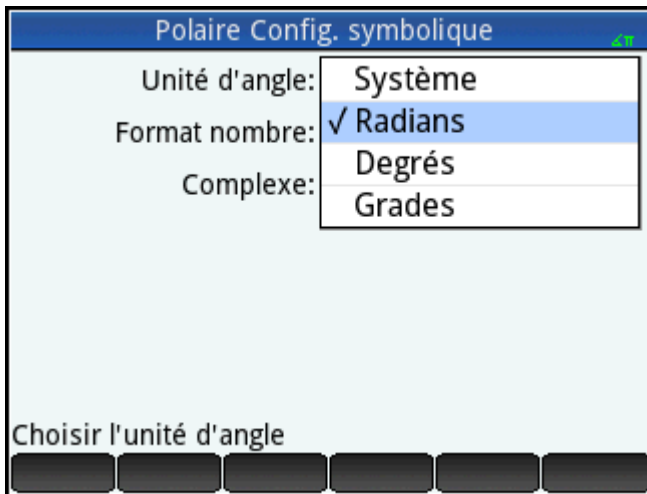 Polaire Config. symbolique
∡π
Unité d'angle:
Système
Format nombre:
√ Radians
Complexe:
Degrés
Grades
Choisir l'unité d'angle